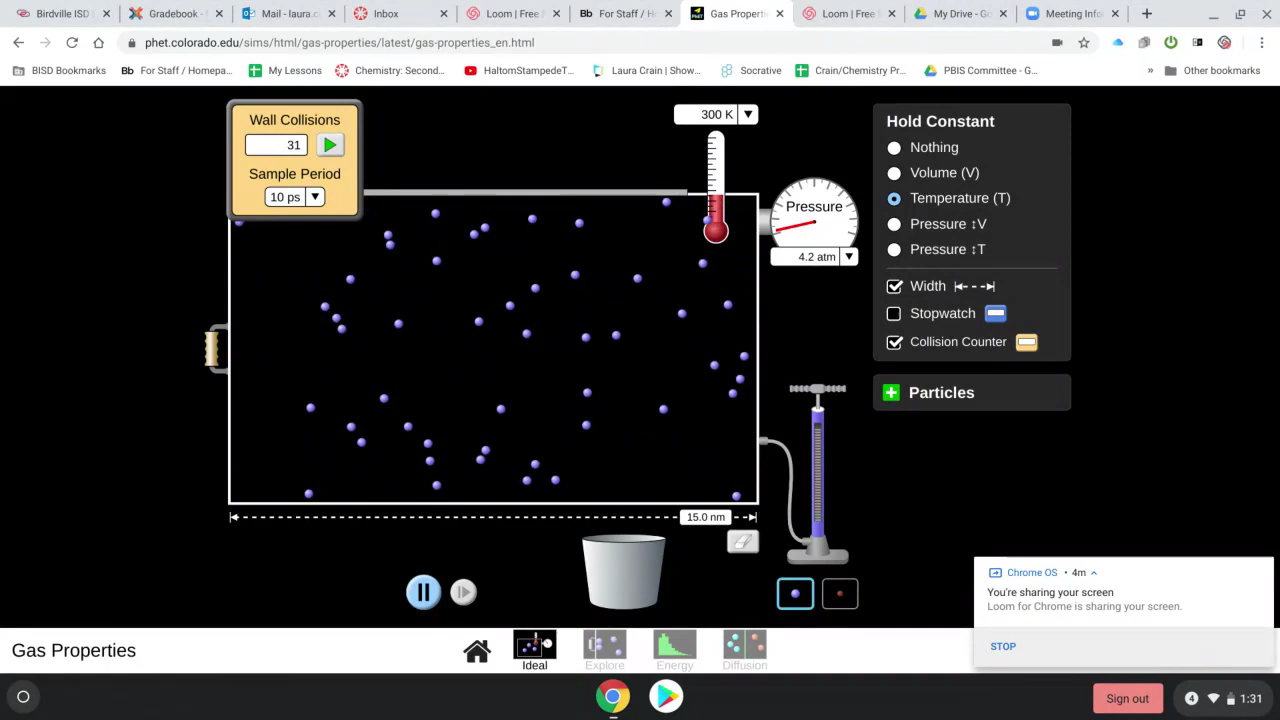 Birdville ISD
Gradebook -
Mail - laura.c
Inbox
Loom | Free S
For Staff / H
Gas Properti
Loom | Free
My Drive - Go
Meeting Info
phet.colorado.edu/sims/html/gas-properties/latest/gas-properties_en.html
BISD Bookmarks
Bb For Staff / Homepa...
My Lessons
Chemistry: Second...
HaltomStampedeT...
Laura Crain | Show...
Socrative
Crain/Chemistry Pr...
PBIS Committee - G...
»
Other bookmarks
Wall Collisions
31
Sample Period
10 ps
300 K
Pressure
4.2 atm
Hold Constant
Nothing
Volume (V)
Temperature (T)
Pressure ↕V
Pressure ↕T
Width
Stopwatch
Collision Counter
Particles
15.0 nm
Chrome OS • 4m
You're sharing your screen
Loom for Chrome is sharing your screen.
STOP
Gas Properties
Ideal
Explore
Energy
Diffusion
Sign out
4
1:31